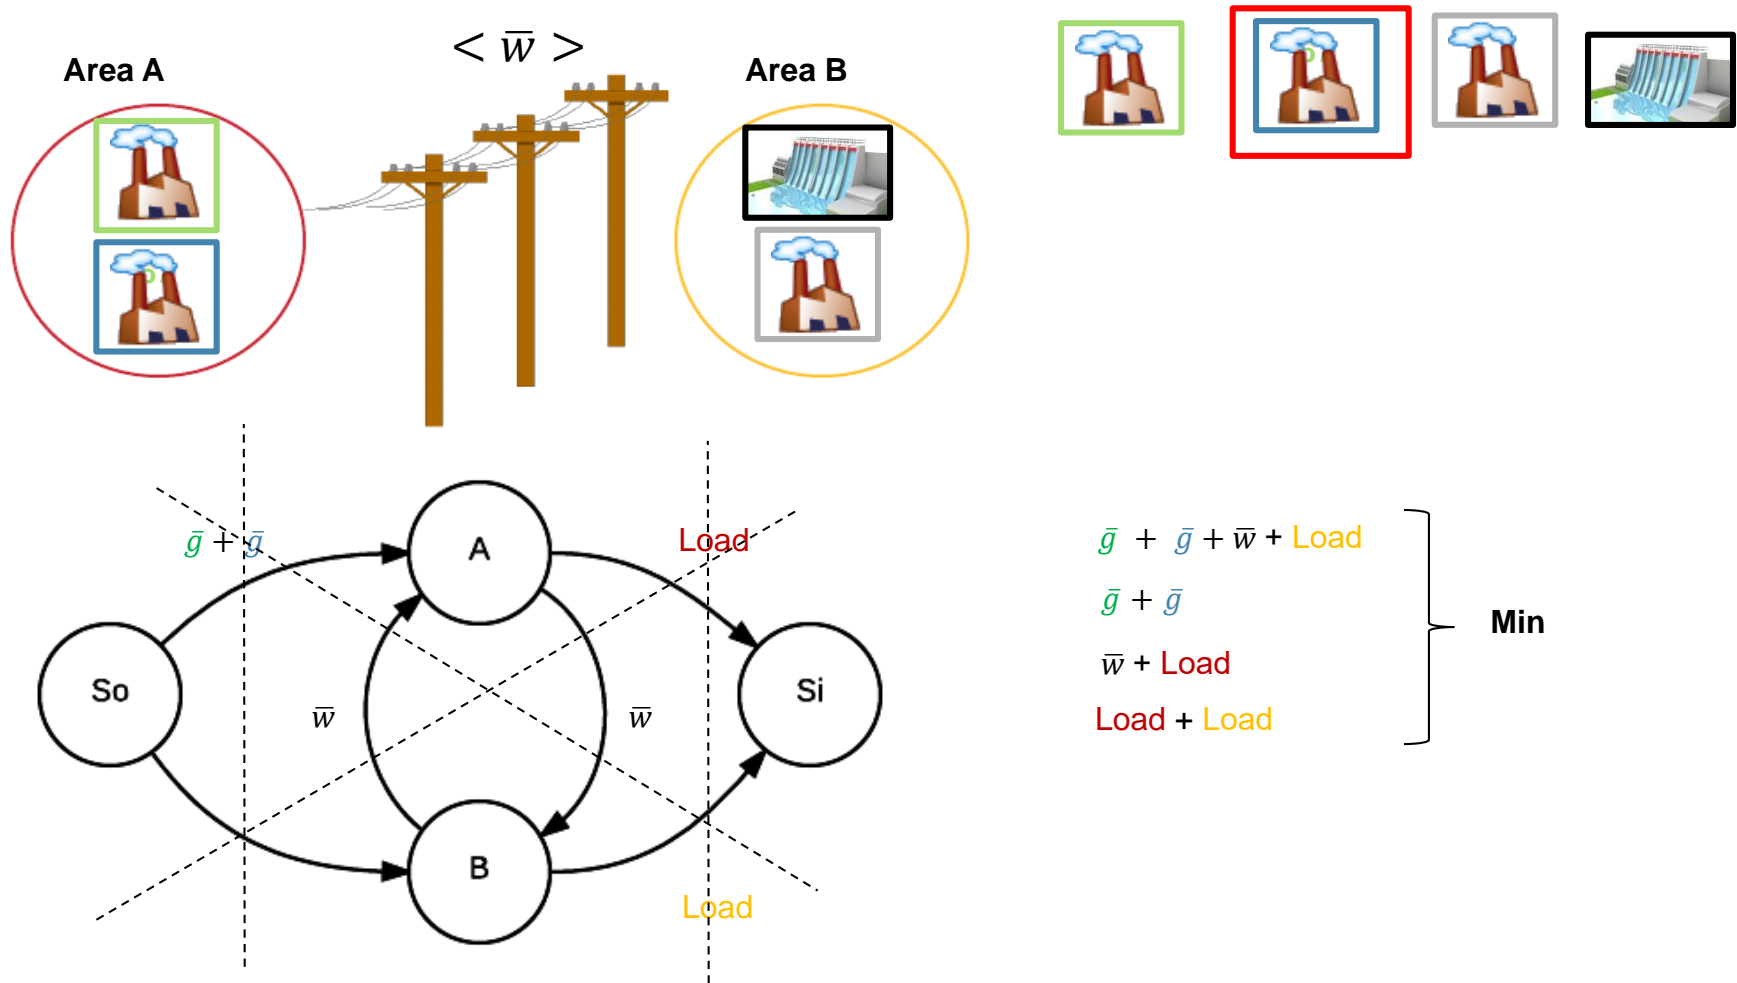 < w̅ >
Area A
Area B
g̅ + g̅
Load
A
So
Si
w̅
w̅
B
Load
g̅ + g̅ + w̅ + Load
g̅ + g̅
w̅ + Load
Load + Load
Min